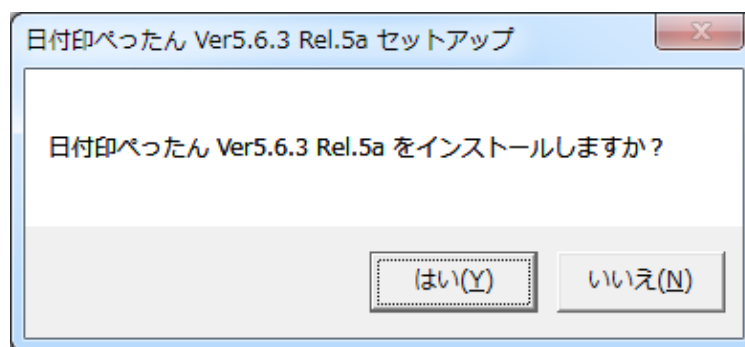 日付印ぺったん Ver5.6.3 Rel.5a セットアップ
日付印ぺったん Ver5.6.3 Rel.5a をインストールしますか？
はい(Y) いいえ(N)